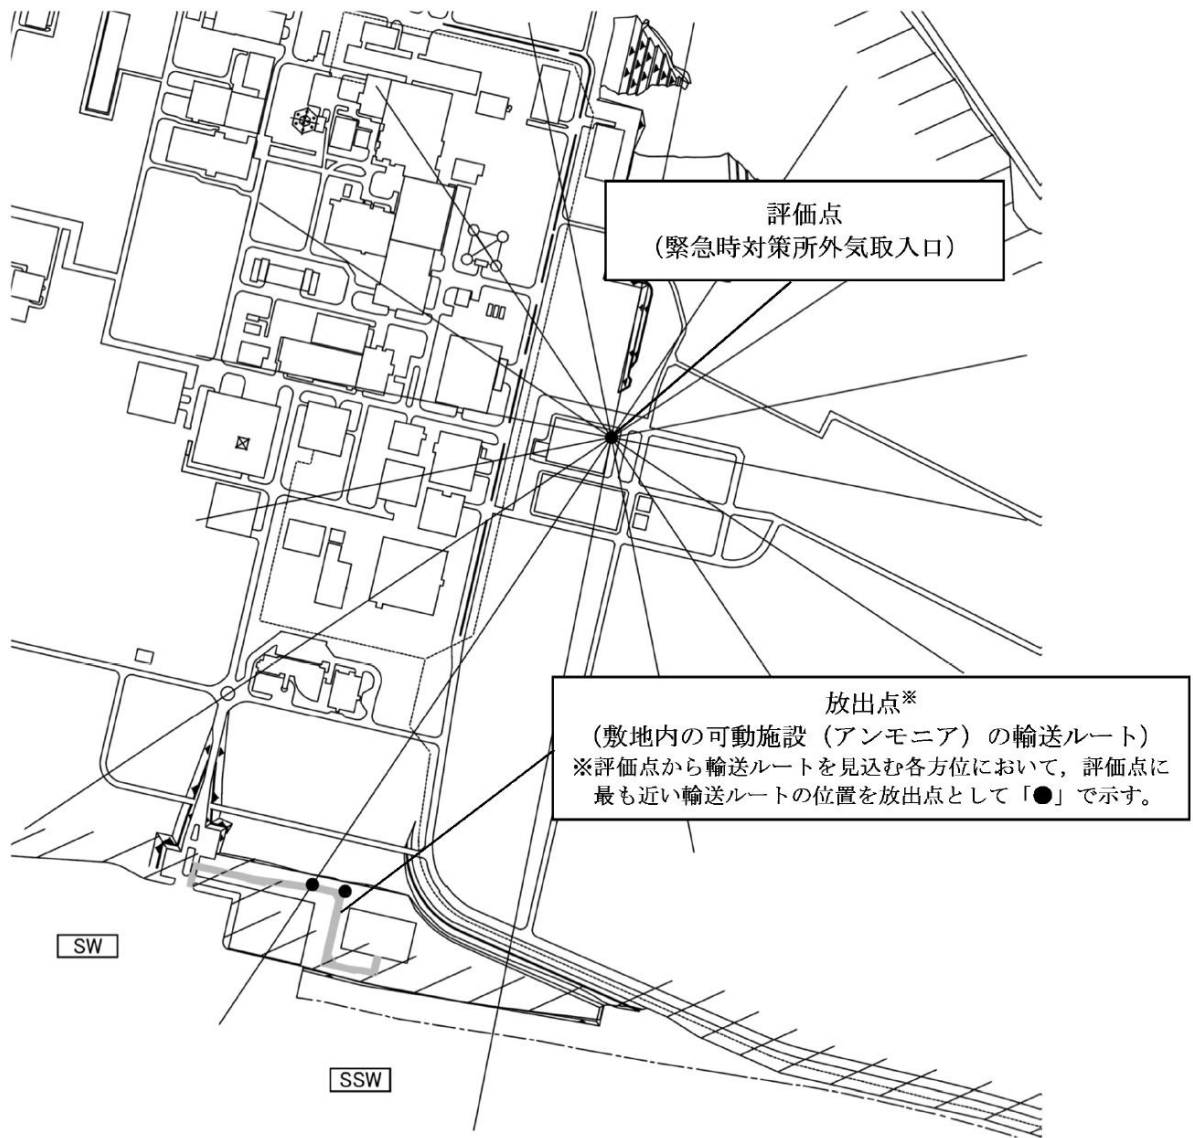 評価点
（緊急時対策所外気取入口）
放出点※
（敷地内の可動施設（アンモニア）の輸送ルート）
※評価点から輸送ルートを見込む各方位において，評価点に
最も近い輸送ルートの位置を放出点として「●」で示す。
SW
SSW